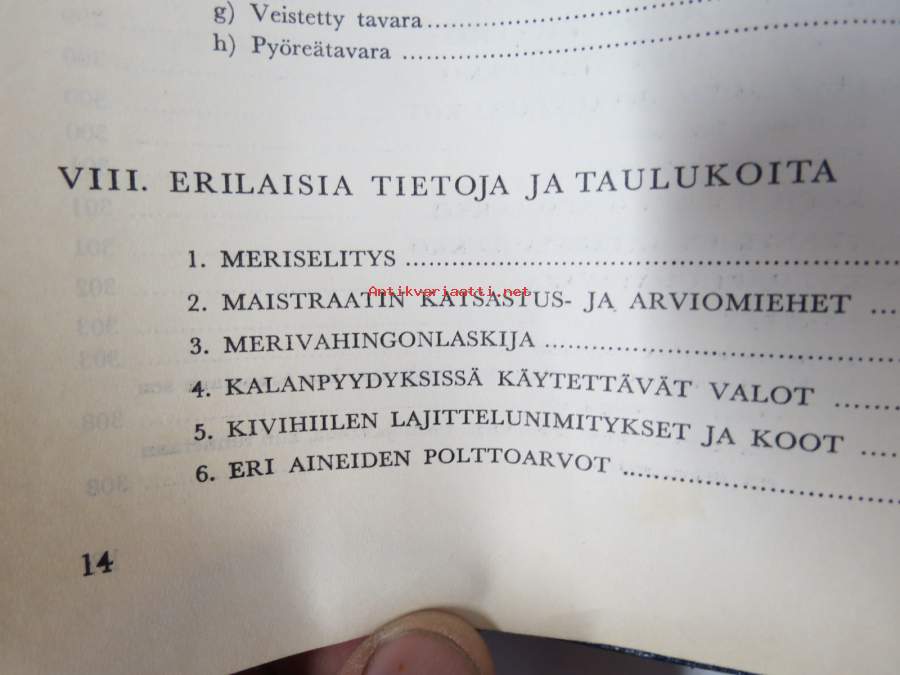 g) Veistetty tavara
h) Pyöreätavara
VIII. ERILAISIA TIETOJA JA TAULUKOITA
1. MERISELITYS
Antikvariaatti.net
2. MAISTRAATIN KATSASTUS- JA ARVIOMIEHET
3. MERIVAHINGONLASKIJA
4. KALANPYYDYKSISSÄ KÄYTETTÄVÄT VALOT
5. KIVIHIILEN LAJITTELUNIMITYKSET JA KOOT
6. ERI AINEIDEN POLTTOARVOT
14